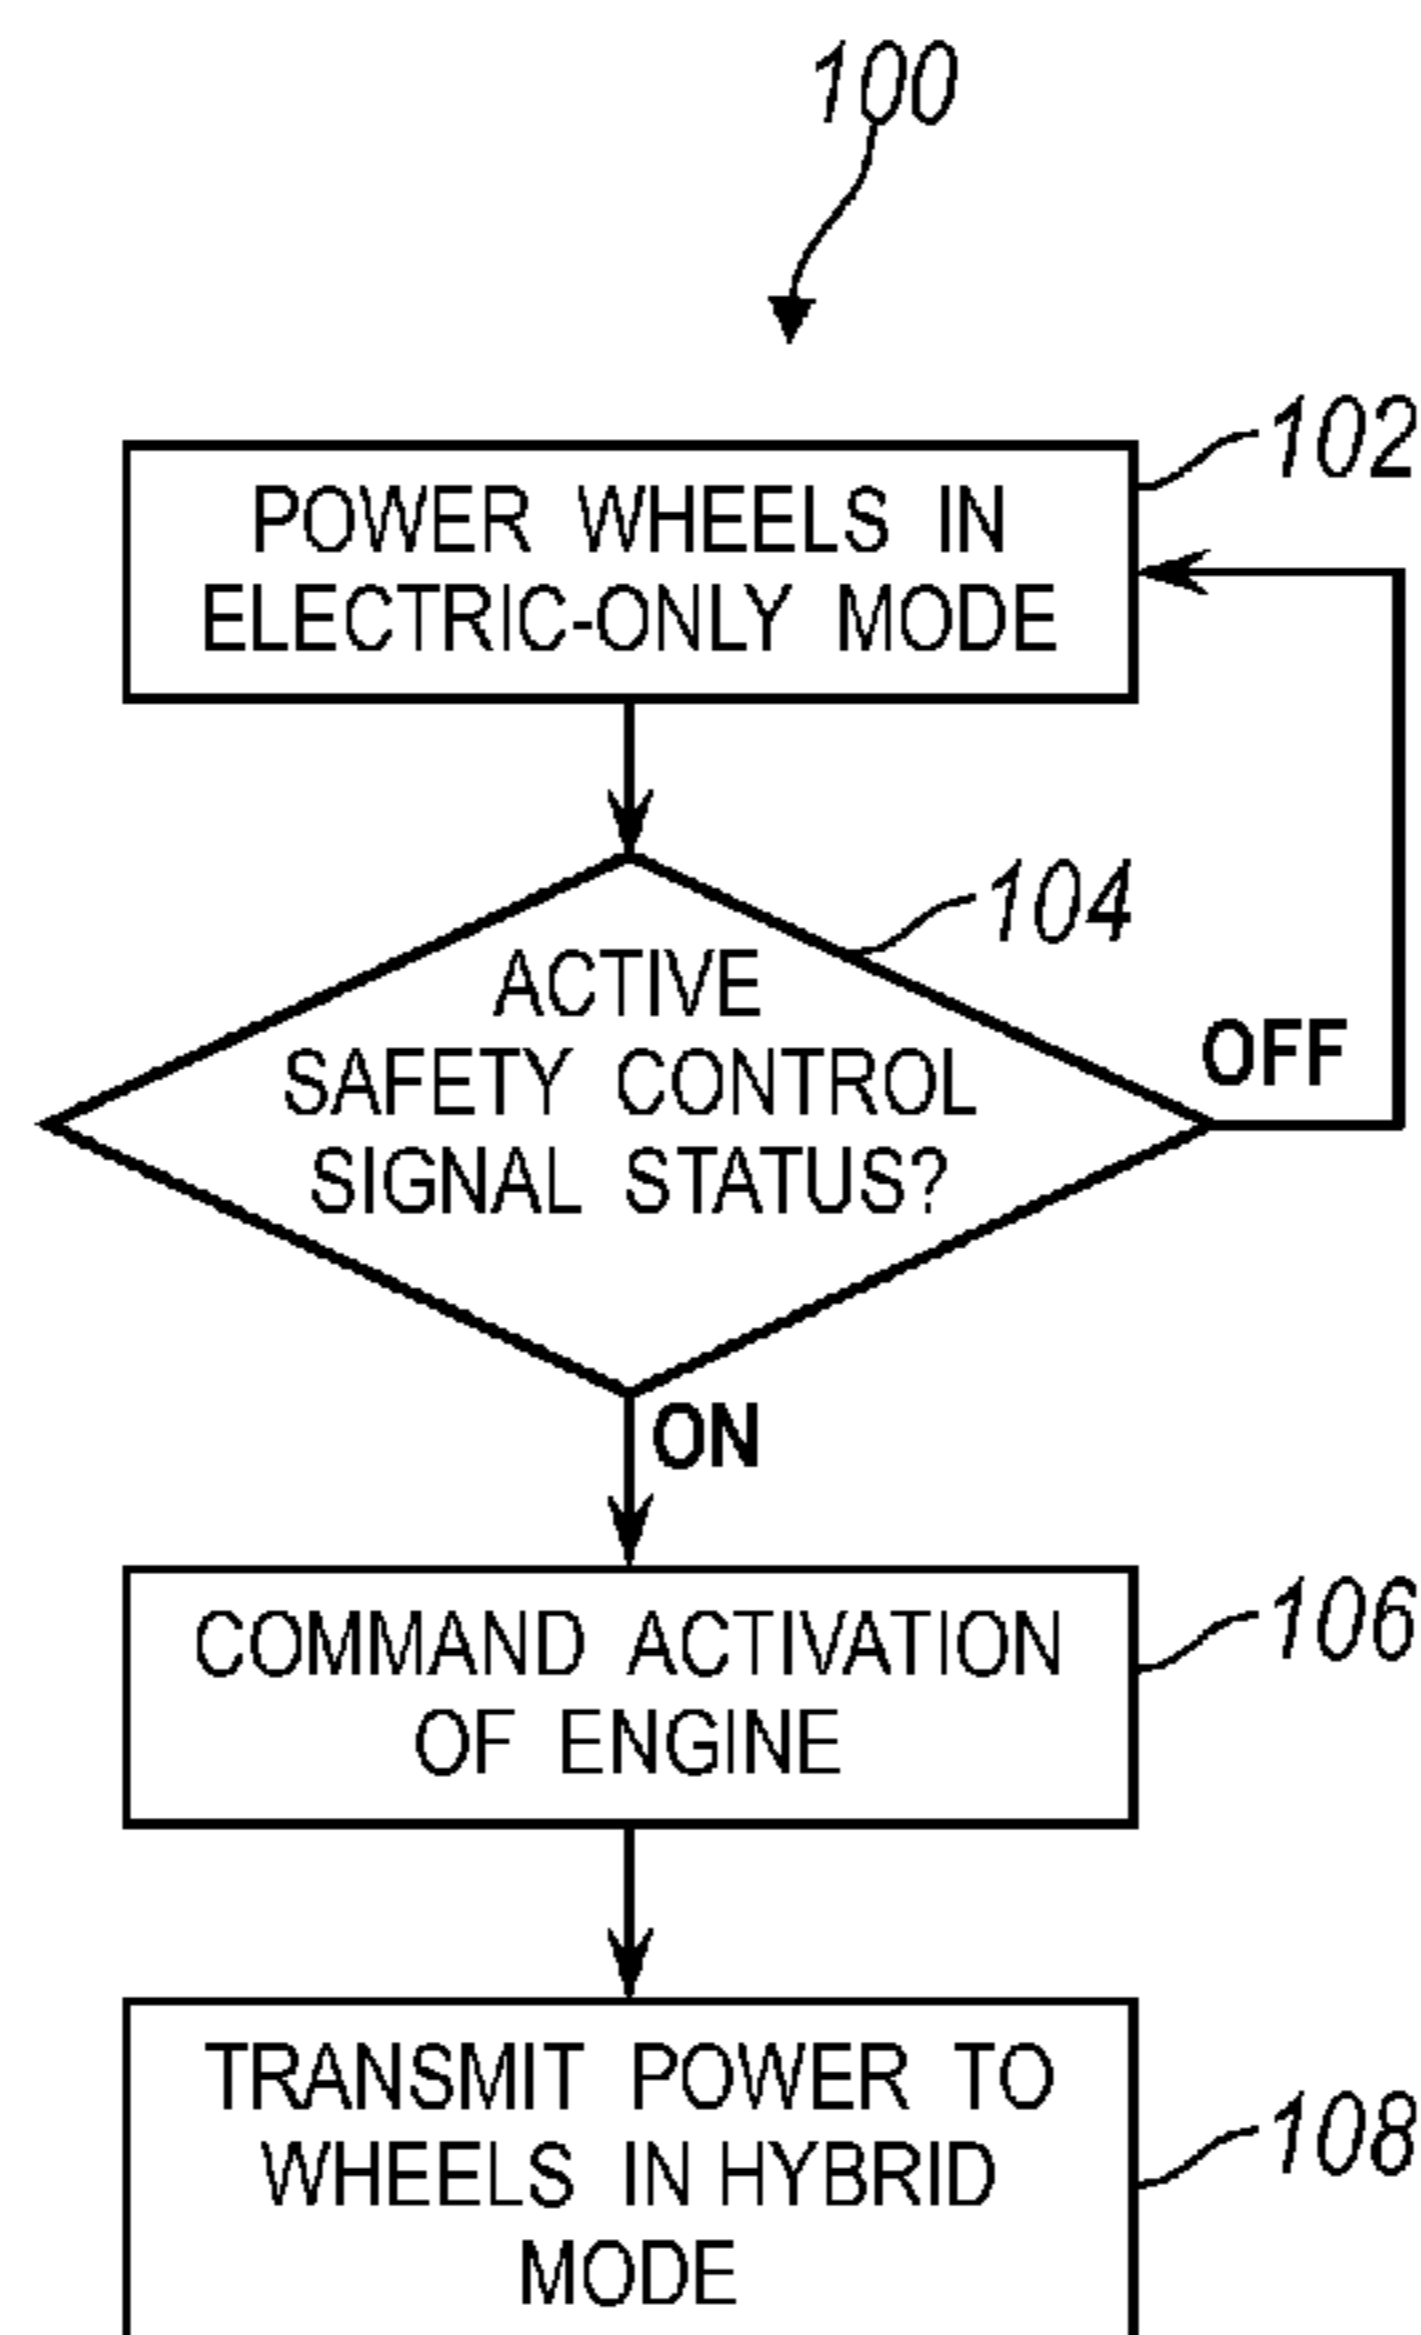 100
102
POWER WHEELS IN
ELECTRIC-ONLY MODE
104
ACTIVE
SAFETY CONTROL
SIGNAL STATUS?
OFF
ON
106
COMMAND ACTIVATION
OF ENGINE
108
TRANSMIT POWER TO
WHEELS IN HYBRID
MODE